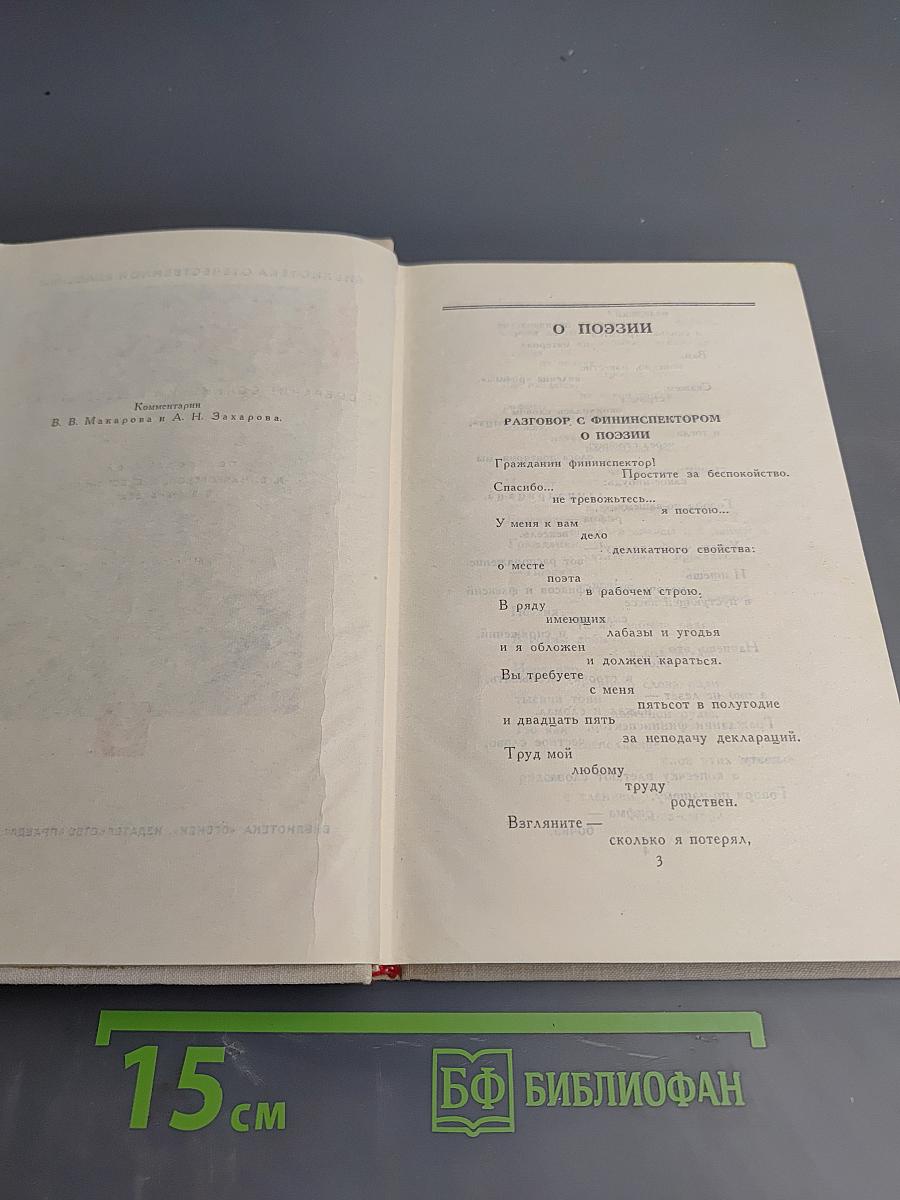 Комментарии
В. В. Макарова и А. Н. Захарова.
О ПОЭЗИИ
РАЗГОВОР С ФИНИНСПЕКТОРОМ
О ПОЭЗИИ
Гражданин фининспектор!
Простите за беспокойство.
Спасибо...
не тревожьтесь...
я постою...
У меня к вам
дело
деликатного свойства:
о месте
поэта
в рабочем строю.
В ряду
имеющих
лабазы и угодья
и я обложен
и должен караться.
Вы требуете
с меня
пятьсот в полугодие
и двадцать пять
за неподачу деклараций.
Труд мой
любому
труду
родствен.
Взгляните —
сколько я потерял,
3
15 см
БФ БИБЛИОФАН